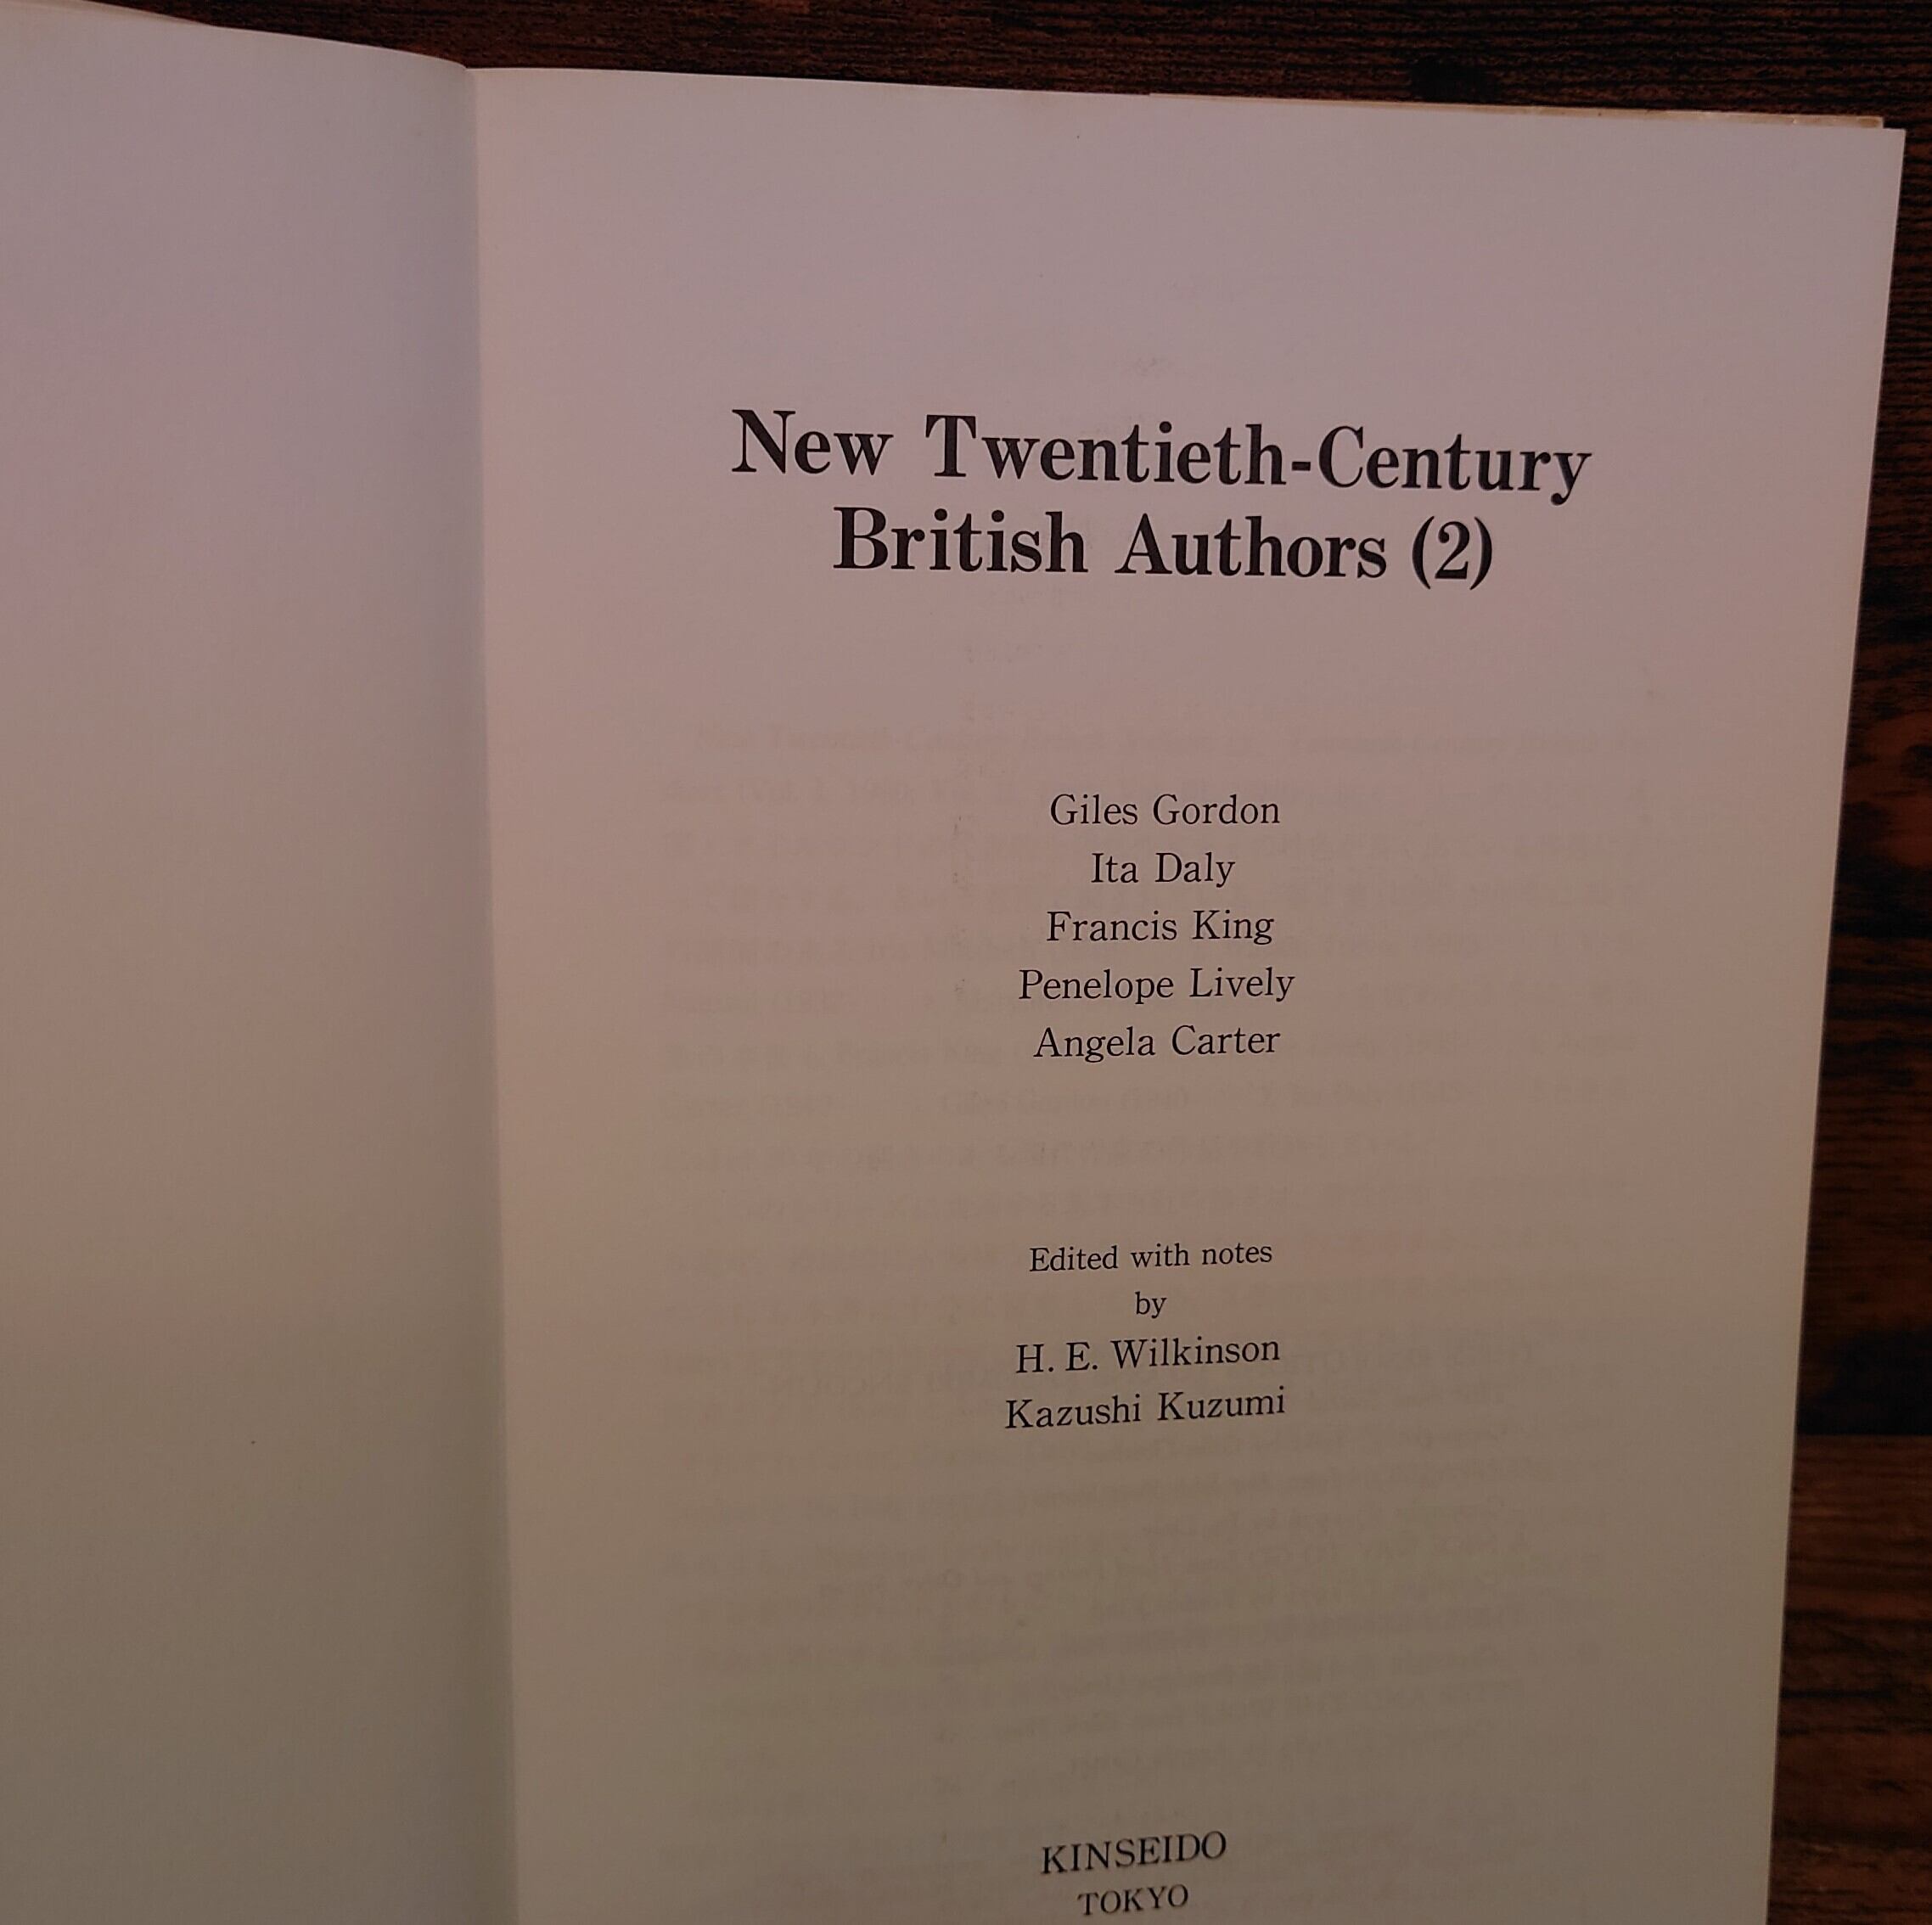 New Twentieth-Century
British Authors (2)
Giles Gordon
Ita Daly
Francis King
Penelope Lively
Angela Carter
Edited with notes
by
H. E. Wilkinson
Kazushi Kuzumi
KINSEIDO
TOKYO